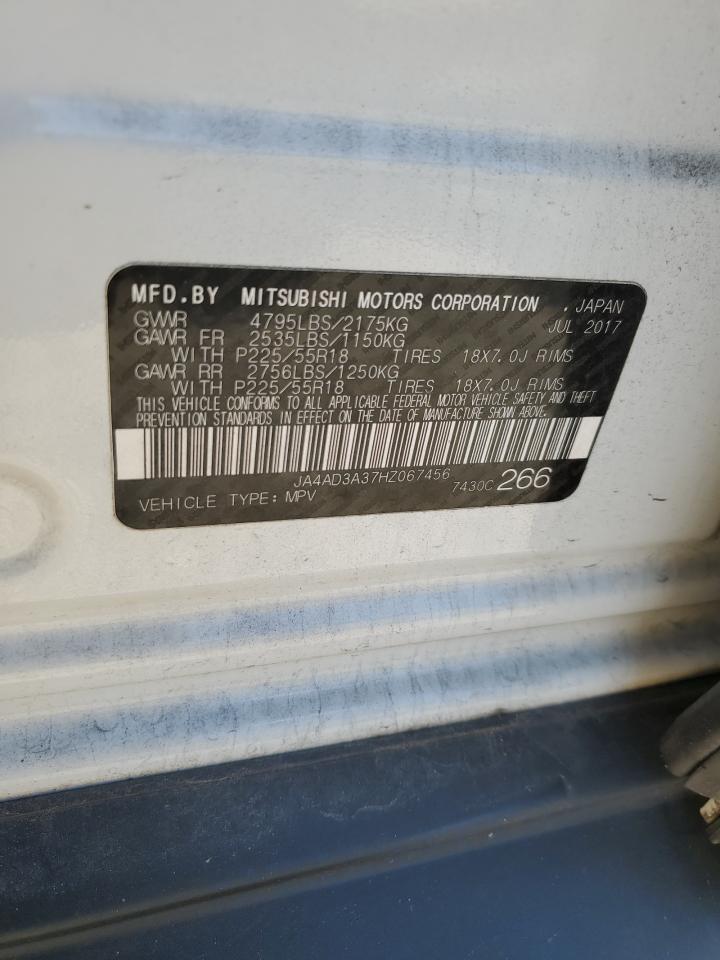 MFD.BY MITSUBISHI MOTORS CORPORATION . JAPAN
GVWR 4795LBS/2175KG JUL 2017
GAWR FR 2535LBS/1150KG
WITH P225/55R18 TIRES 18X7.0J RIMS
GAWR RR 2756LBS/1250KG
WITH P225/55R18 TIRES 18X7.0J RIMS
THIS VEHICLE CONFORMS TO ALL APPLICABLE FEDERAL MOTOR VEHICLE SAFETY AND THEFT
PREVENTION STANDARDS IN EFFECT ON THE DATE OF MANUFACTURE SHOWN ABOVE.
JA4AD3A37HZ067456
VEHICLE TYPE: MPV 7430C 266